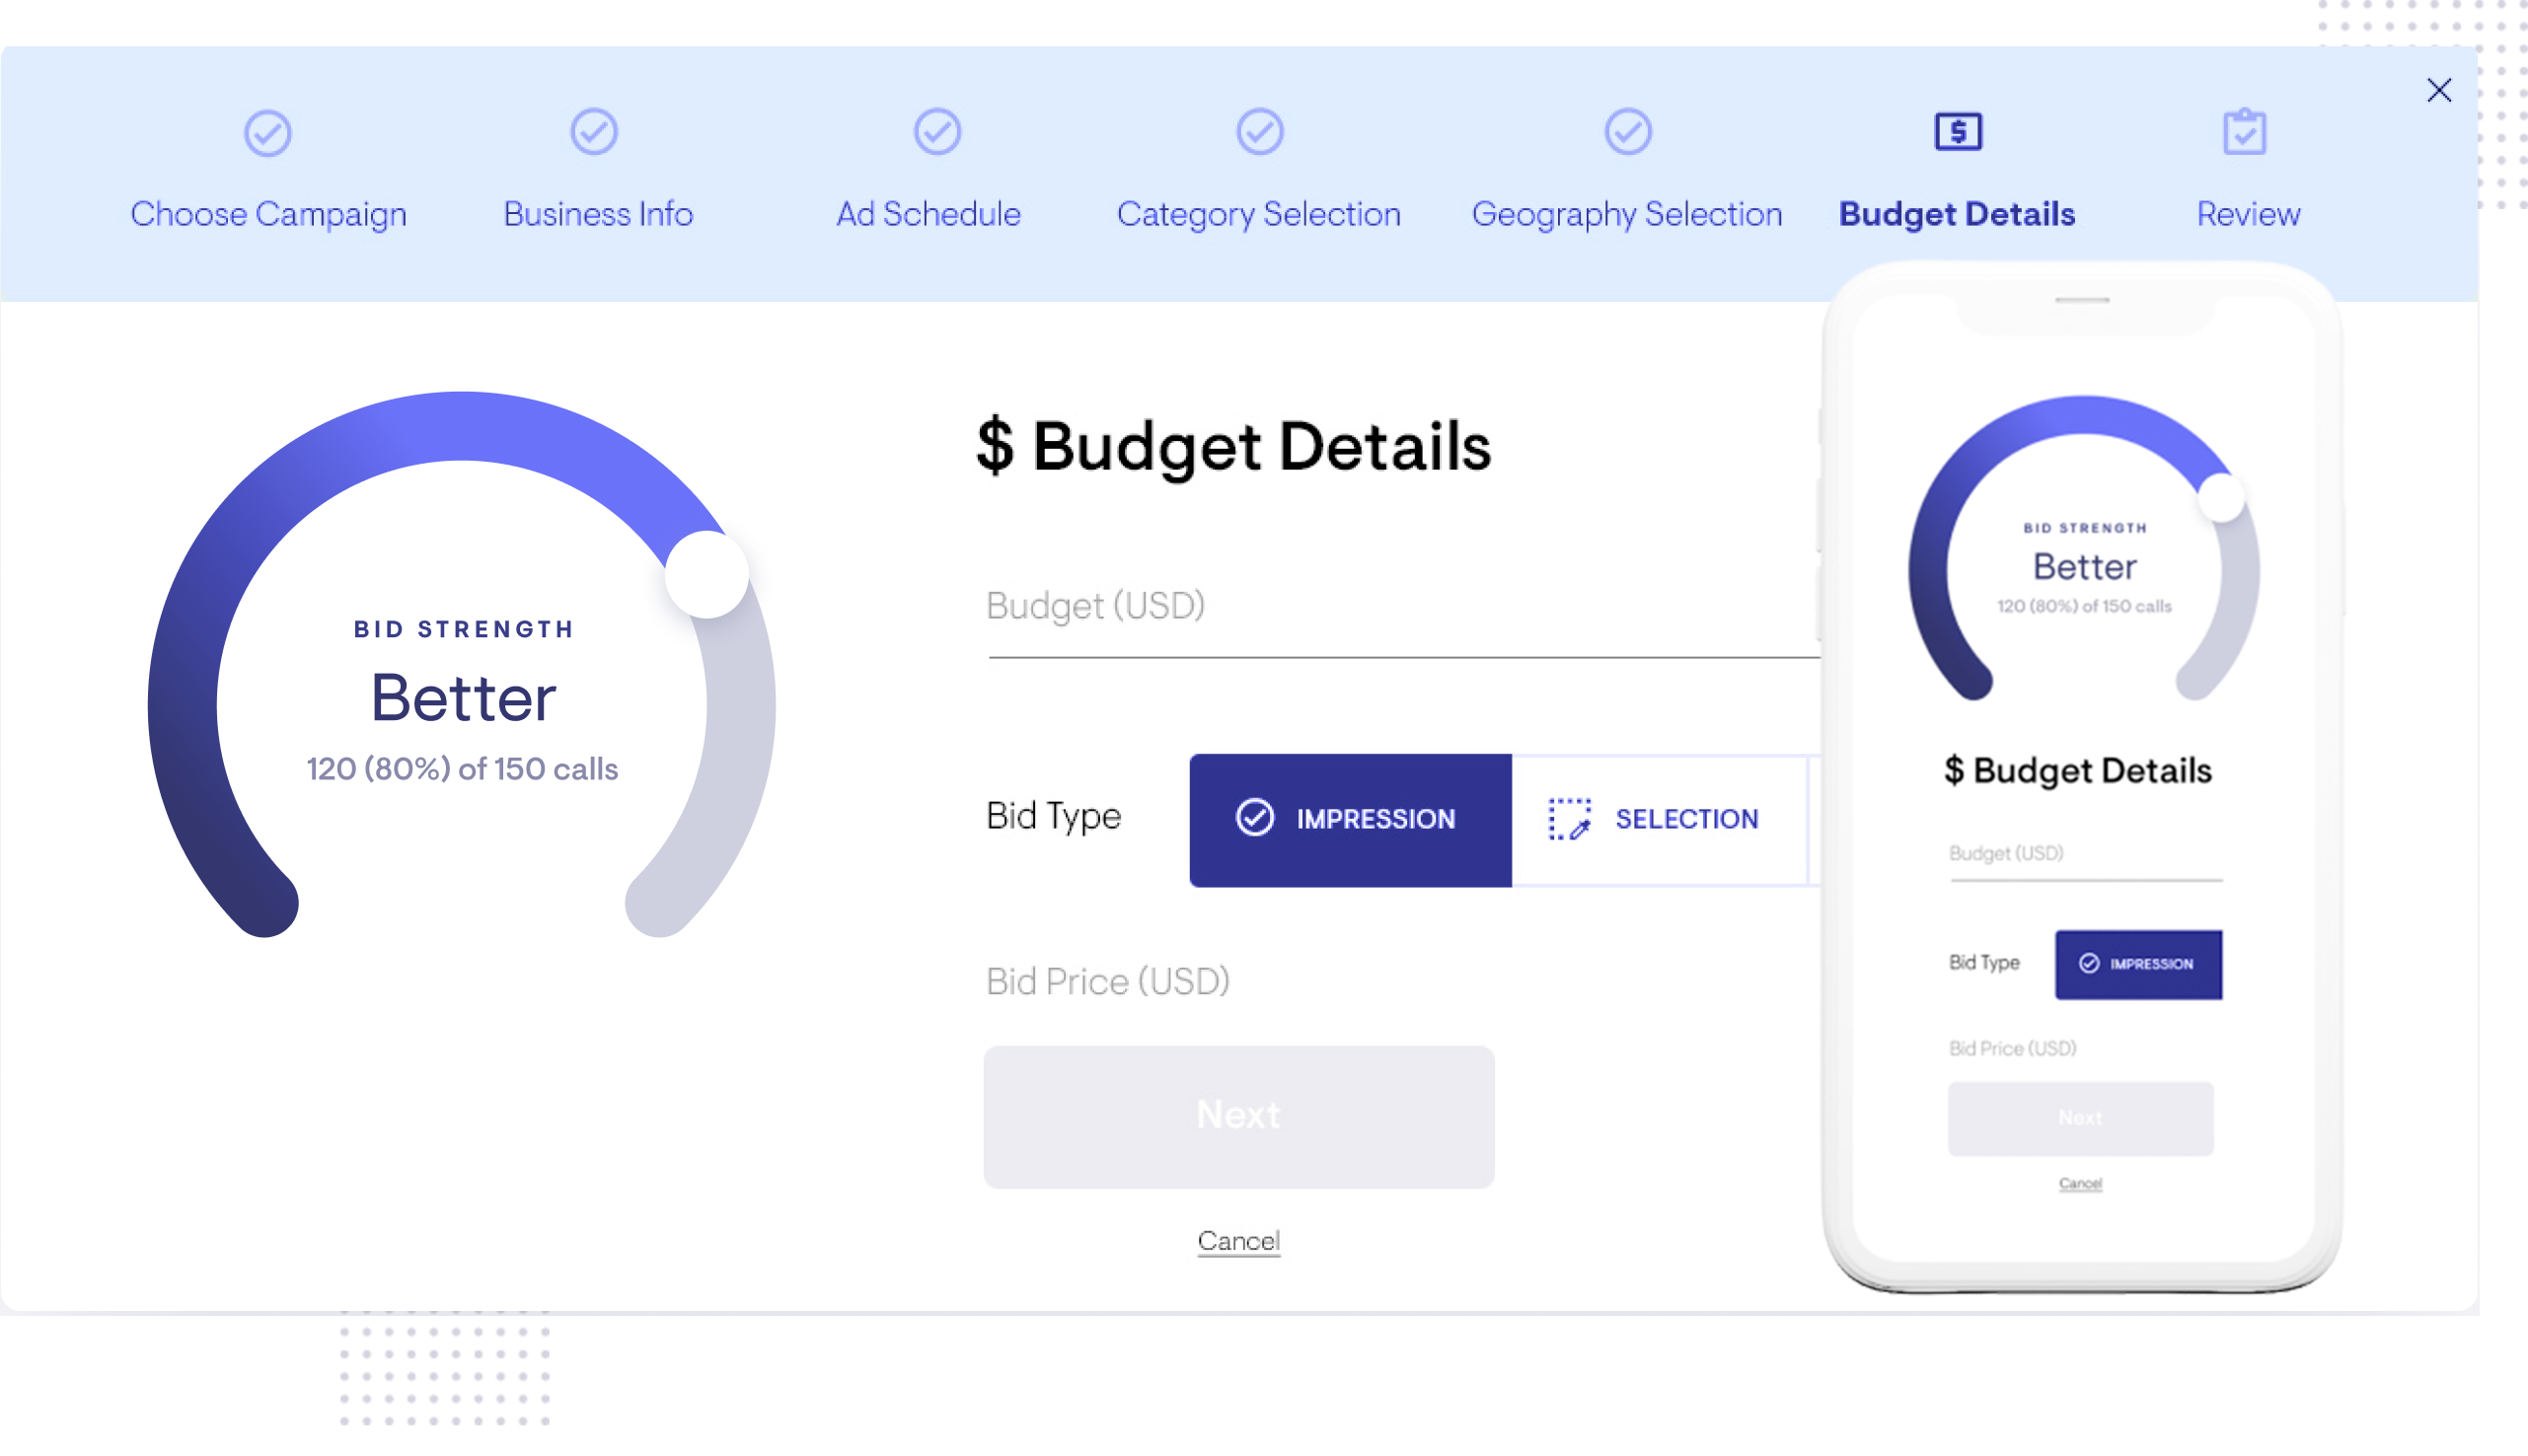 Choose Campaign
Business Info
Ad Schedule
Category Selection
Geography Selection
Budget Details
Review
BID STRENGTH
Better
120 (80%) of 150 calls
$ Budget Details
Budget (USD)
Bid Type
IMPRESSION
SELECTION
Bid Price (USD)
Next
Cancel
BID STRENGTH
Better
120 (80%) of 150 calls
$ Budget Details
Budget (USD)
Bid Type
IMPRESSION
Bid Price (USD)
Next
Cancel